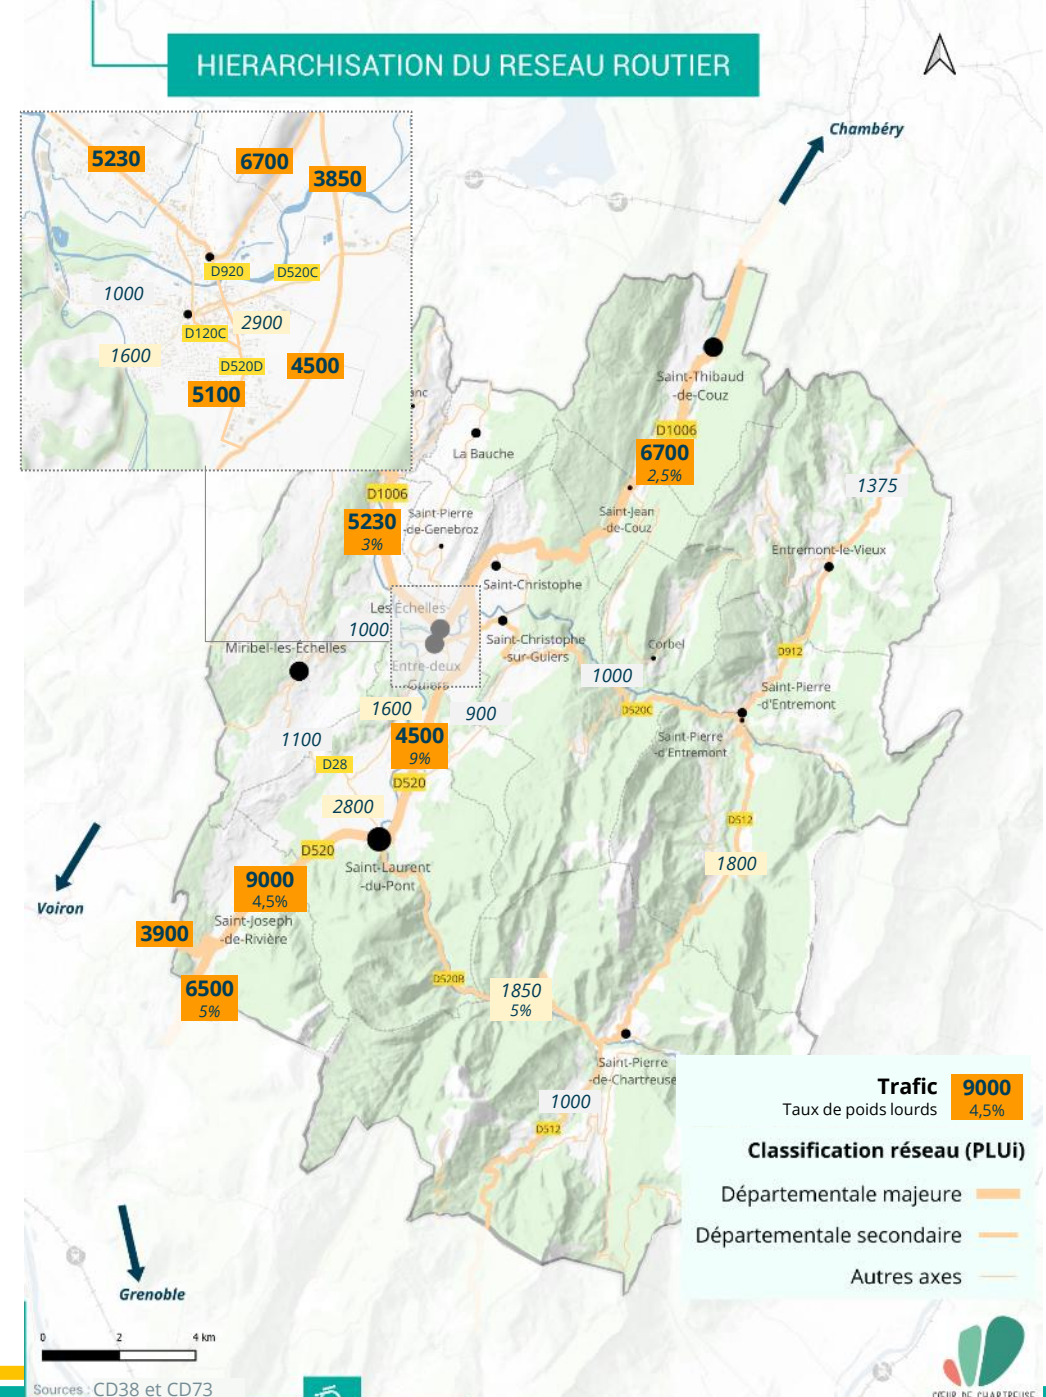 HIERARCHISATION DU RESEAU ROUTIER
Chambéry
5230
6700
3850
D920
D520C
1000
2900
D120C
1600
D520D
4500
5100
Saint-Thibaud
-de-Couz
D1006
6700
2,5%
La Bauche
1375
D1006
Saint-Pierre
-de-Genebroz
5230
3%
Saint-Jean
-de-Couz
Entremont-le-Vieux
Saint-Christophe
Les Echelles
1000
Saint-Christophe
-sur-Guiers
Miribel-les-Echelles
Corbel
D912
Entre-deux
-Guiers
1000
Saint-Pierre
-d'Entremont
1600
900
D520C
1100
4500
9%
Saint-Pierre
-d'Entremont
D28
D520
2800
D512
D520
1800
Saint-Laurent
-du-Pont
Voiron
9000
4,5%
Saint-Joseph
-de-Rivière
3900
D520B
6500
5%
1850
5%
Saint-Pierre
-de-Chartreuse
1000
D512
Trafic
9000
Taux de poids lourds
4,5%
Classification réseau (PLUi)
Départementale majeure
Départementale secondaire
Autres axes
Grenoble
0 2 4 km
Sources : CD38 et CD73
CŒUR DE CHARTREUSE